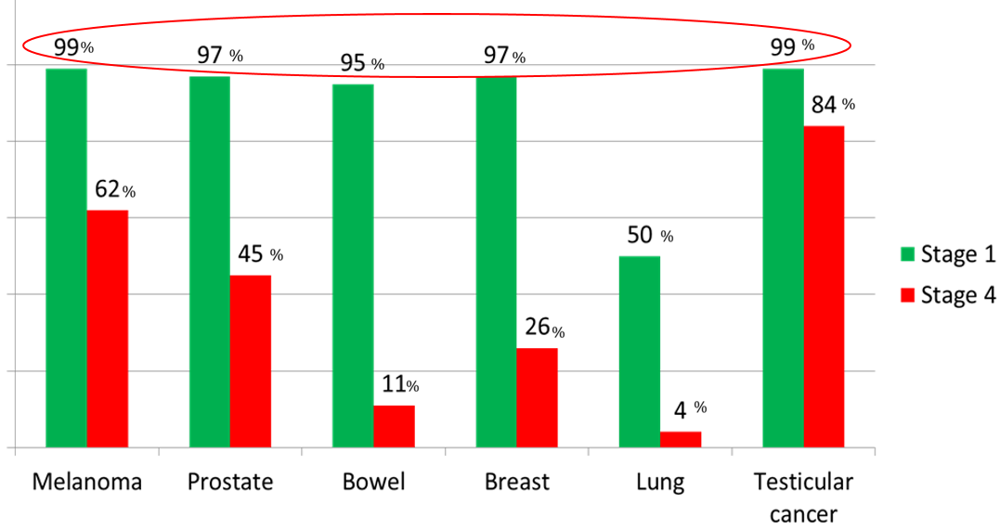 99%
97 %
95 %
97 %
99 %
84 %
62%
45 %
50 %
26%
11%
4 %
Stage 1
Stage 4
Melanoma
Prostate
Bowel
Breast
Lung
Testicular
cancer